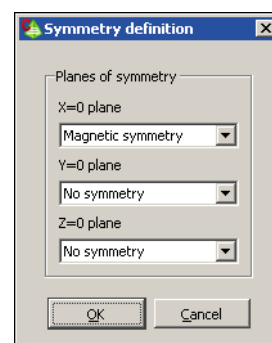 Symmetry definition
Planes of symmetry
X=0 plane
Magnetic symmetry
Y=0 plane
No symmetry
Z=0 plane
No symmetry
OK Cancel